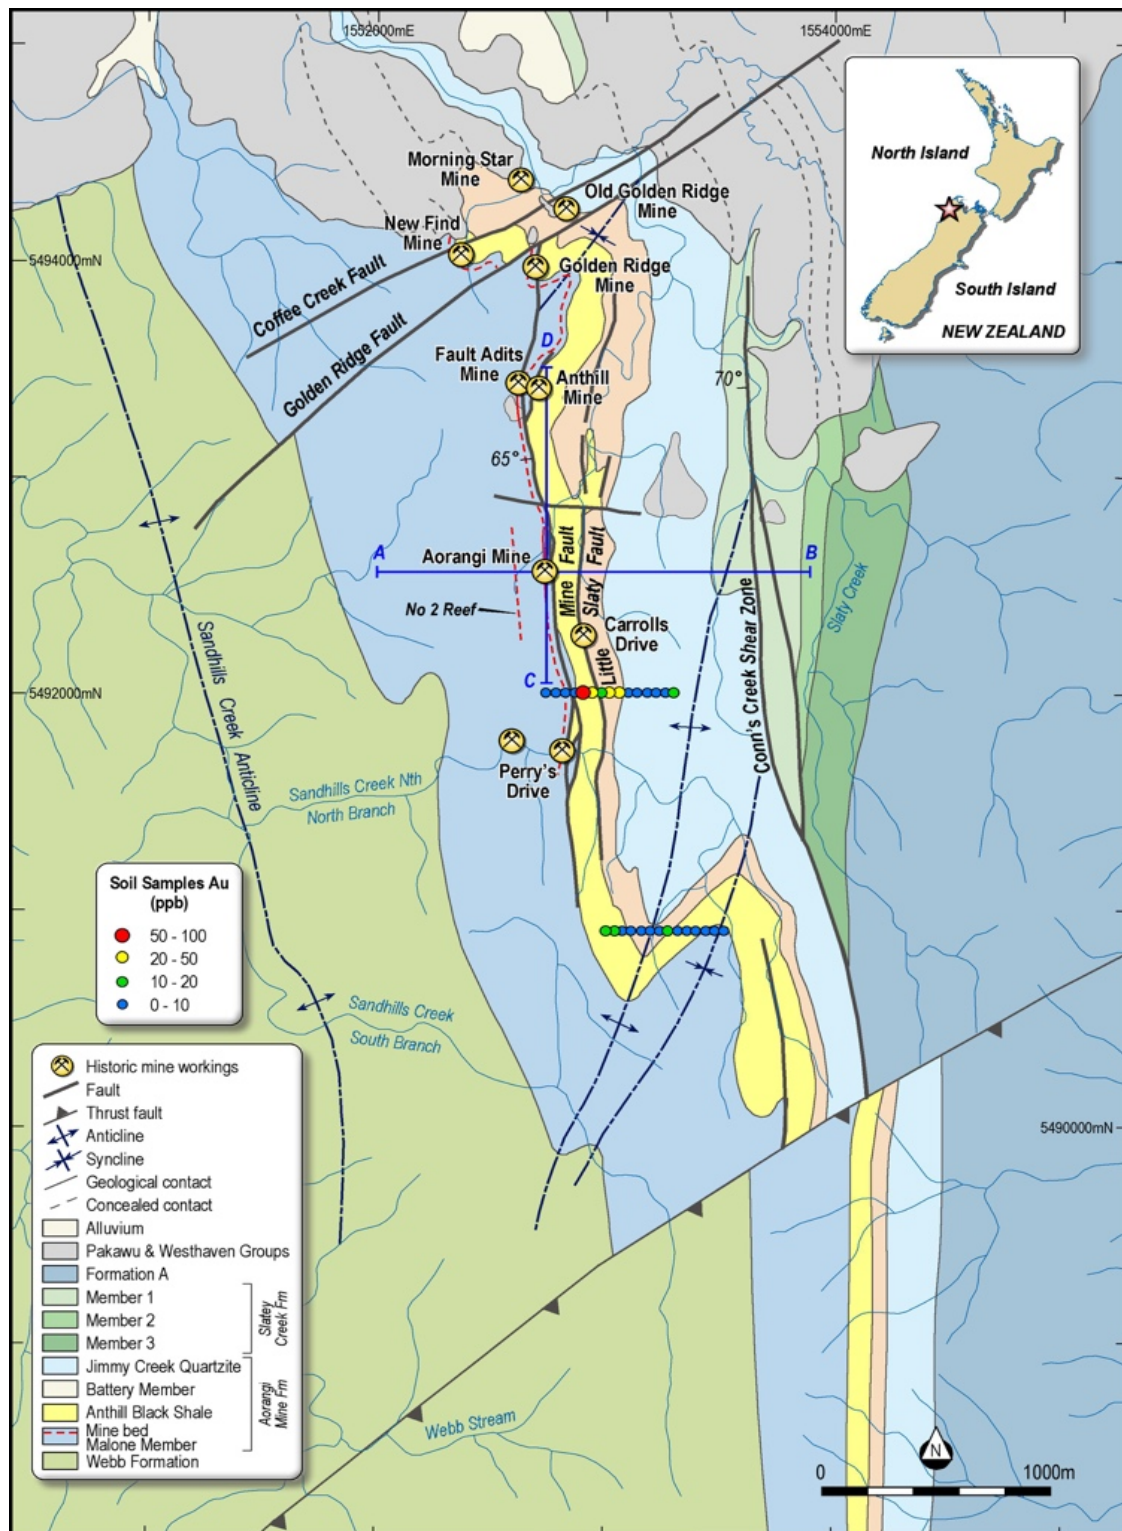 1552000mE
1554000mE
North Island
South Island
NEW ZEALAND
Morning Star
Mine
Old Golden Ridge
Mine
New Find
Mine
5494000mN
Golden Ridge
Mine
Coffee Creek Fault
Golden Ridge Fault
D
Fault Adits
Mine
Anthill
Mine
70°
65°
A
Aorangi Mine
B
Mine Fault
Little Slaty Fault
No 2 Reef
Carrolls
Drive
Conn's Creek Shear Zone
Slaty Creek
Sandhills Creek Anticline
C
5492000mN
Perry's
Drive
Sandhills Creek Nth
North Branch
Soil Samples Au
(ppb)
50 - 100
20 - 50
10 - 20
0 - 10
Sandhills Creek
South Branch
Historic mine workings
Fault
Thrust fault
Anticline
Syncline
Geological contact
Concealed contact
Alluvium
Pakawu & Westhaven Groups
Formation A
Member 1
Member 2
Member 3
Slatey
Creek Fm
Jimmy Creek Quartzite
Battery Member
Anthill Black Shale
Mine bed
Malone Member
Aorangi
Mine Fm
Webb Formation
5490000mN
Webb Stream
N
0
1000m